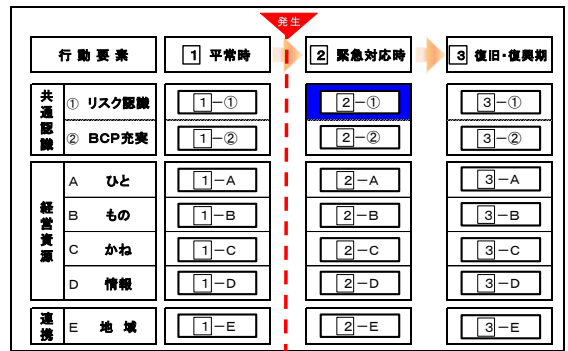 発生
行動要素 1 平常時 2 緊急対応時 3 復旧・復興期
共通認識
① リスク認識 1－① 2－① 3－①
② BCP充実 1－② 2－② 3－②
経営資源
A ひと 1－A 2－A 3－A
B もの 1－B 2－B 3－B
C かね 1－C 2－C 3－C
D 情報 1－D 2－D 3－D
連携
E 地域 1－E 2－E 3－E